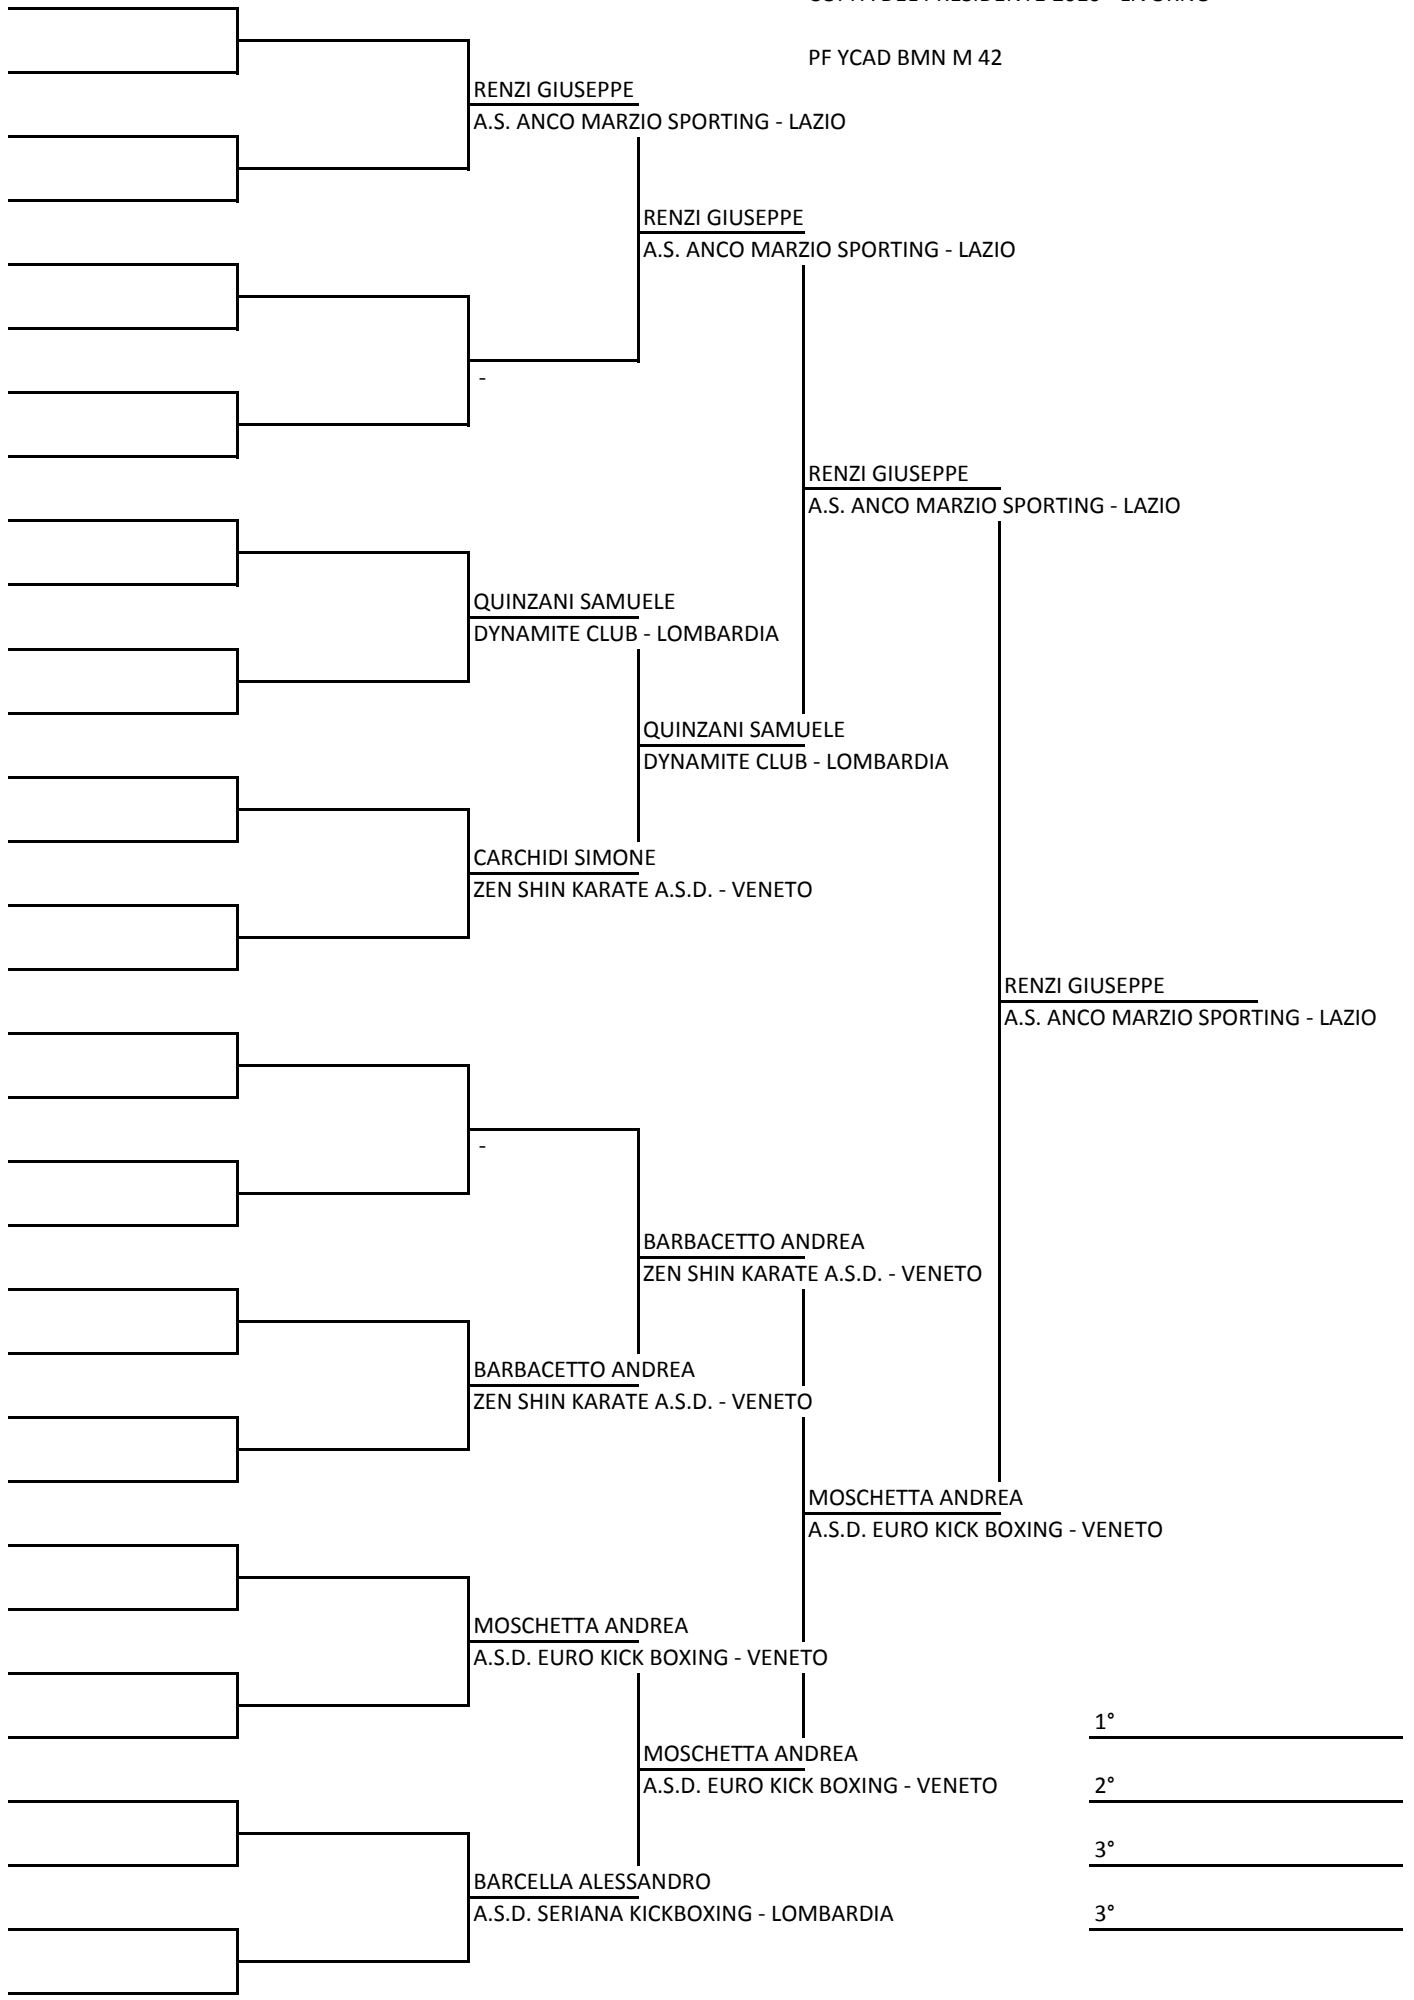 PF YCAD BMN M 42
RENZI GIUSEPPE
A.S. ANCO MARZIO SPORTING - LAZIO
RENZI GIUSEPPE
A.S. ANCO MARZIO SPORTING - LAZIO
-
RENZI GIUSEPPE
A.S. ANCO MARZIO SPORTING - LAZIO
QUINZANI SAMUELE
DYNAMITE CLUB - LOMBARDIA
QUINZANI SAMUELE
DYNAMITE CLUB - LOMBARDIA
CARCHIDI SIMONE
ZEN SHIN KARATE A.S.D. - VENETO
RENZI GIUSEPPE
A.S. ANCO MARZIO SPORTING - LAZIO
-
BARBACETTO ANDREA
ZEN SHIN KARATE A.S.D. - VENETO
BARBACETTO ANDREA
ZEN SHIN KARATE A.S.D. - VENETO
MOSCHETTA ANDREA
A.S.D. EURO KICK BOXING - VENETO
MOSCHETTA ANDREA
A.S.D. EURO KICK BOXING - VENETO
1°
MOSCHETTA ANDREA
A.S.D. EURO KICK BOXING - VENETO
2°
3°
BARCELLA ALESSANDRO
A.S.D. SERIANA KICKBOXING - LOMBARDIA
3°